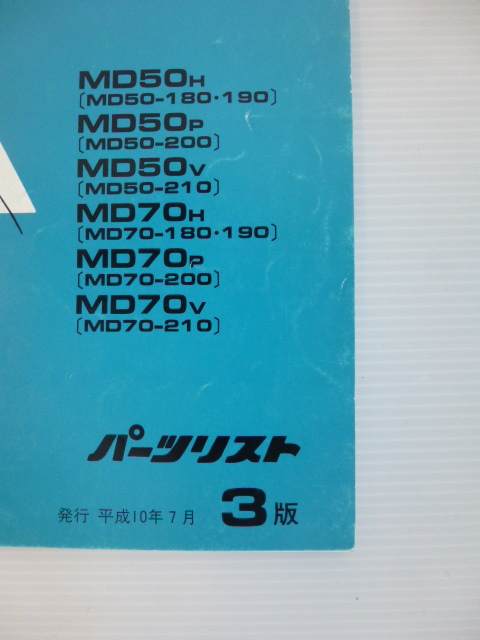 MD50H
〔MD50-180・190〕
MD50P
〔MD50-200〕
MD50V
〔MD50-210〕
MD70H
〔MD70-180・190〕
MD70P
〔MD70-200〕
MD70V
〔MD70-210〕
パーツリスト
発行 平成10年7月 3版